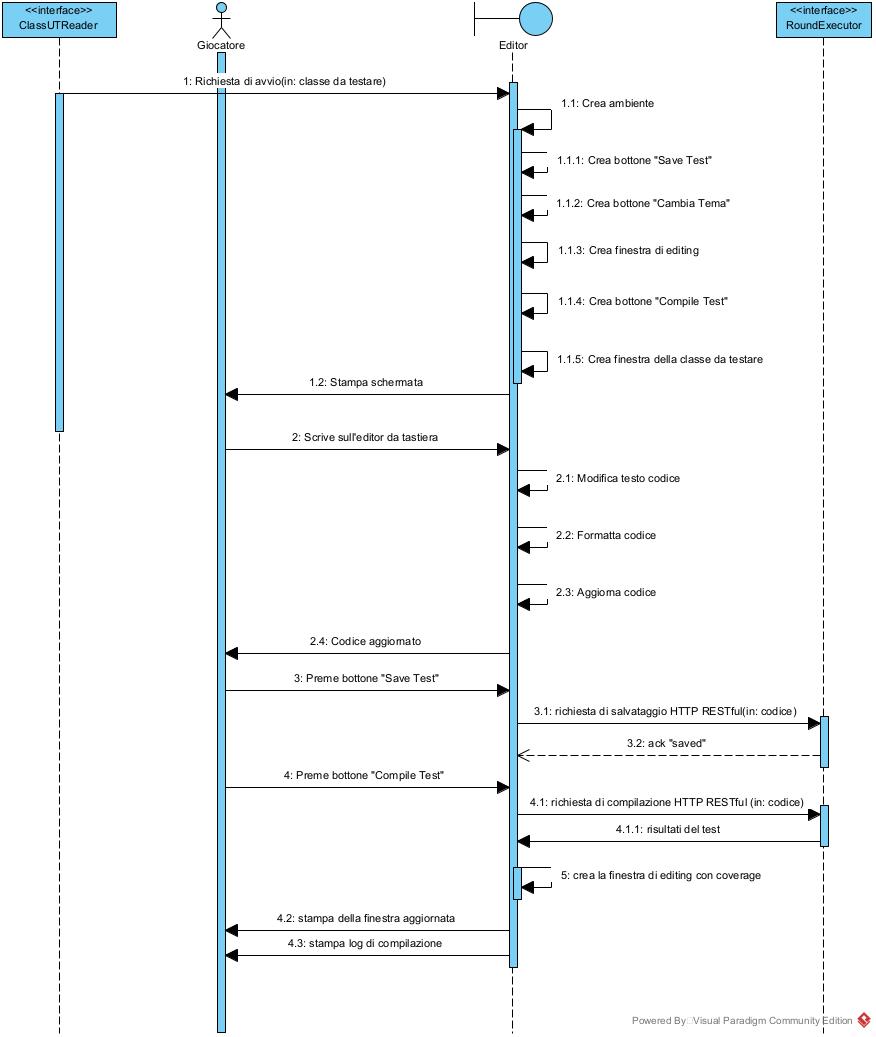 <<interface>>
ClassUTReader
Giocatore
Editor
<<interface>>
RoundExecutor
1: Richiesta di avvio(in: classe da testare)
1.1: Crea ambiente
1.1.1: Crea bottone "Save Test"
1.1.2: Crea bottone "Cambia Tema"
1.1.3: Crea finestra di editing
1.1.4: Crea bottone "Compile Test"
1.1.5: Crea finestra della classe da testare
1.2: Stampa schermata
2: Scrive sull'editor da tastiera
2.1: Modifica testo codice
2.2: Formatta codice
2.3: Aggiorna codice
2.4: Codice aggiornato
3: Preme bottone "Save Test"
3.1: richiesta di salvataggio HTTP RESTful(in: codice)
3.2: ack "saved"
4: Preme bottone "Compile Test"
4.1: richiesta di compilazione HTTP RESTful (in: codice)
4.1.1: risultati del test
5: crea la finestra di editing con coverage
4.2: stampa della finestra aggiornata
4.3: stampa log di compilazione
Powered By Visual Paradigm Community Edition